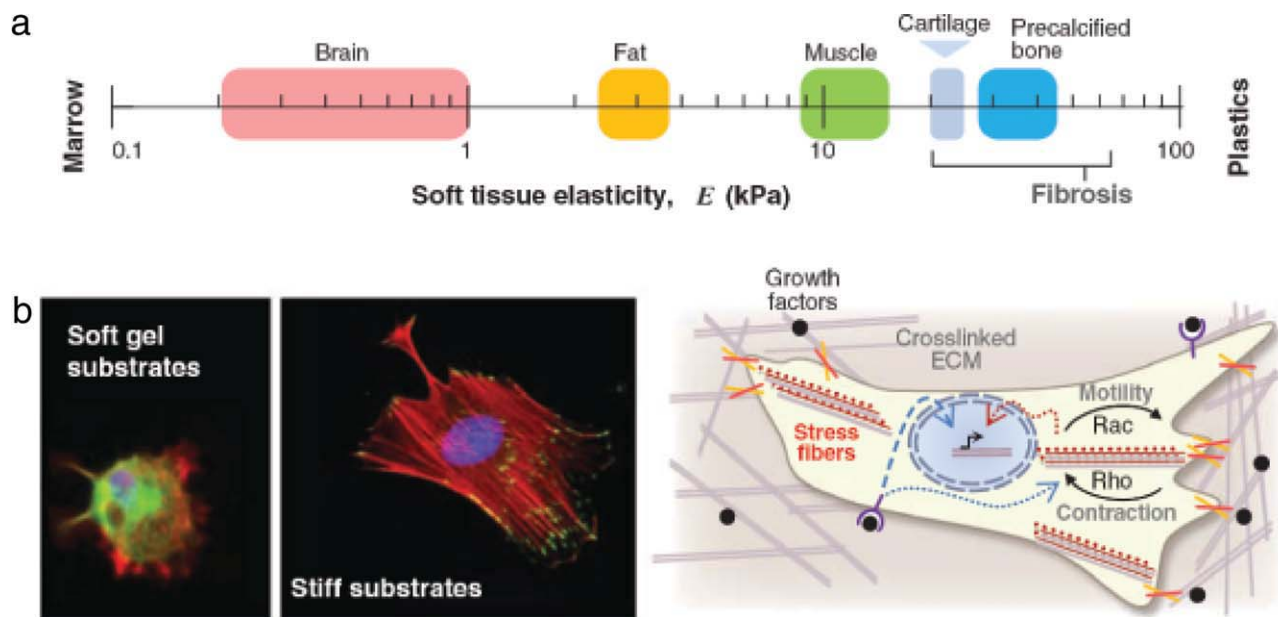 a
Brain
Fat
Muscle
Cartilage
Precalcified
bone
Marrow
0.1
1
10
100
Plastics
Soft tissue elasticity, E (kPa)
Fibrosis
b
Soft gel
substrates
Stiff substrates
Growth
factors
Crosslinked
ECM
Stress
fibers
Motility
Rac
Rho
Contraction